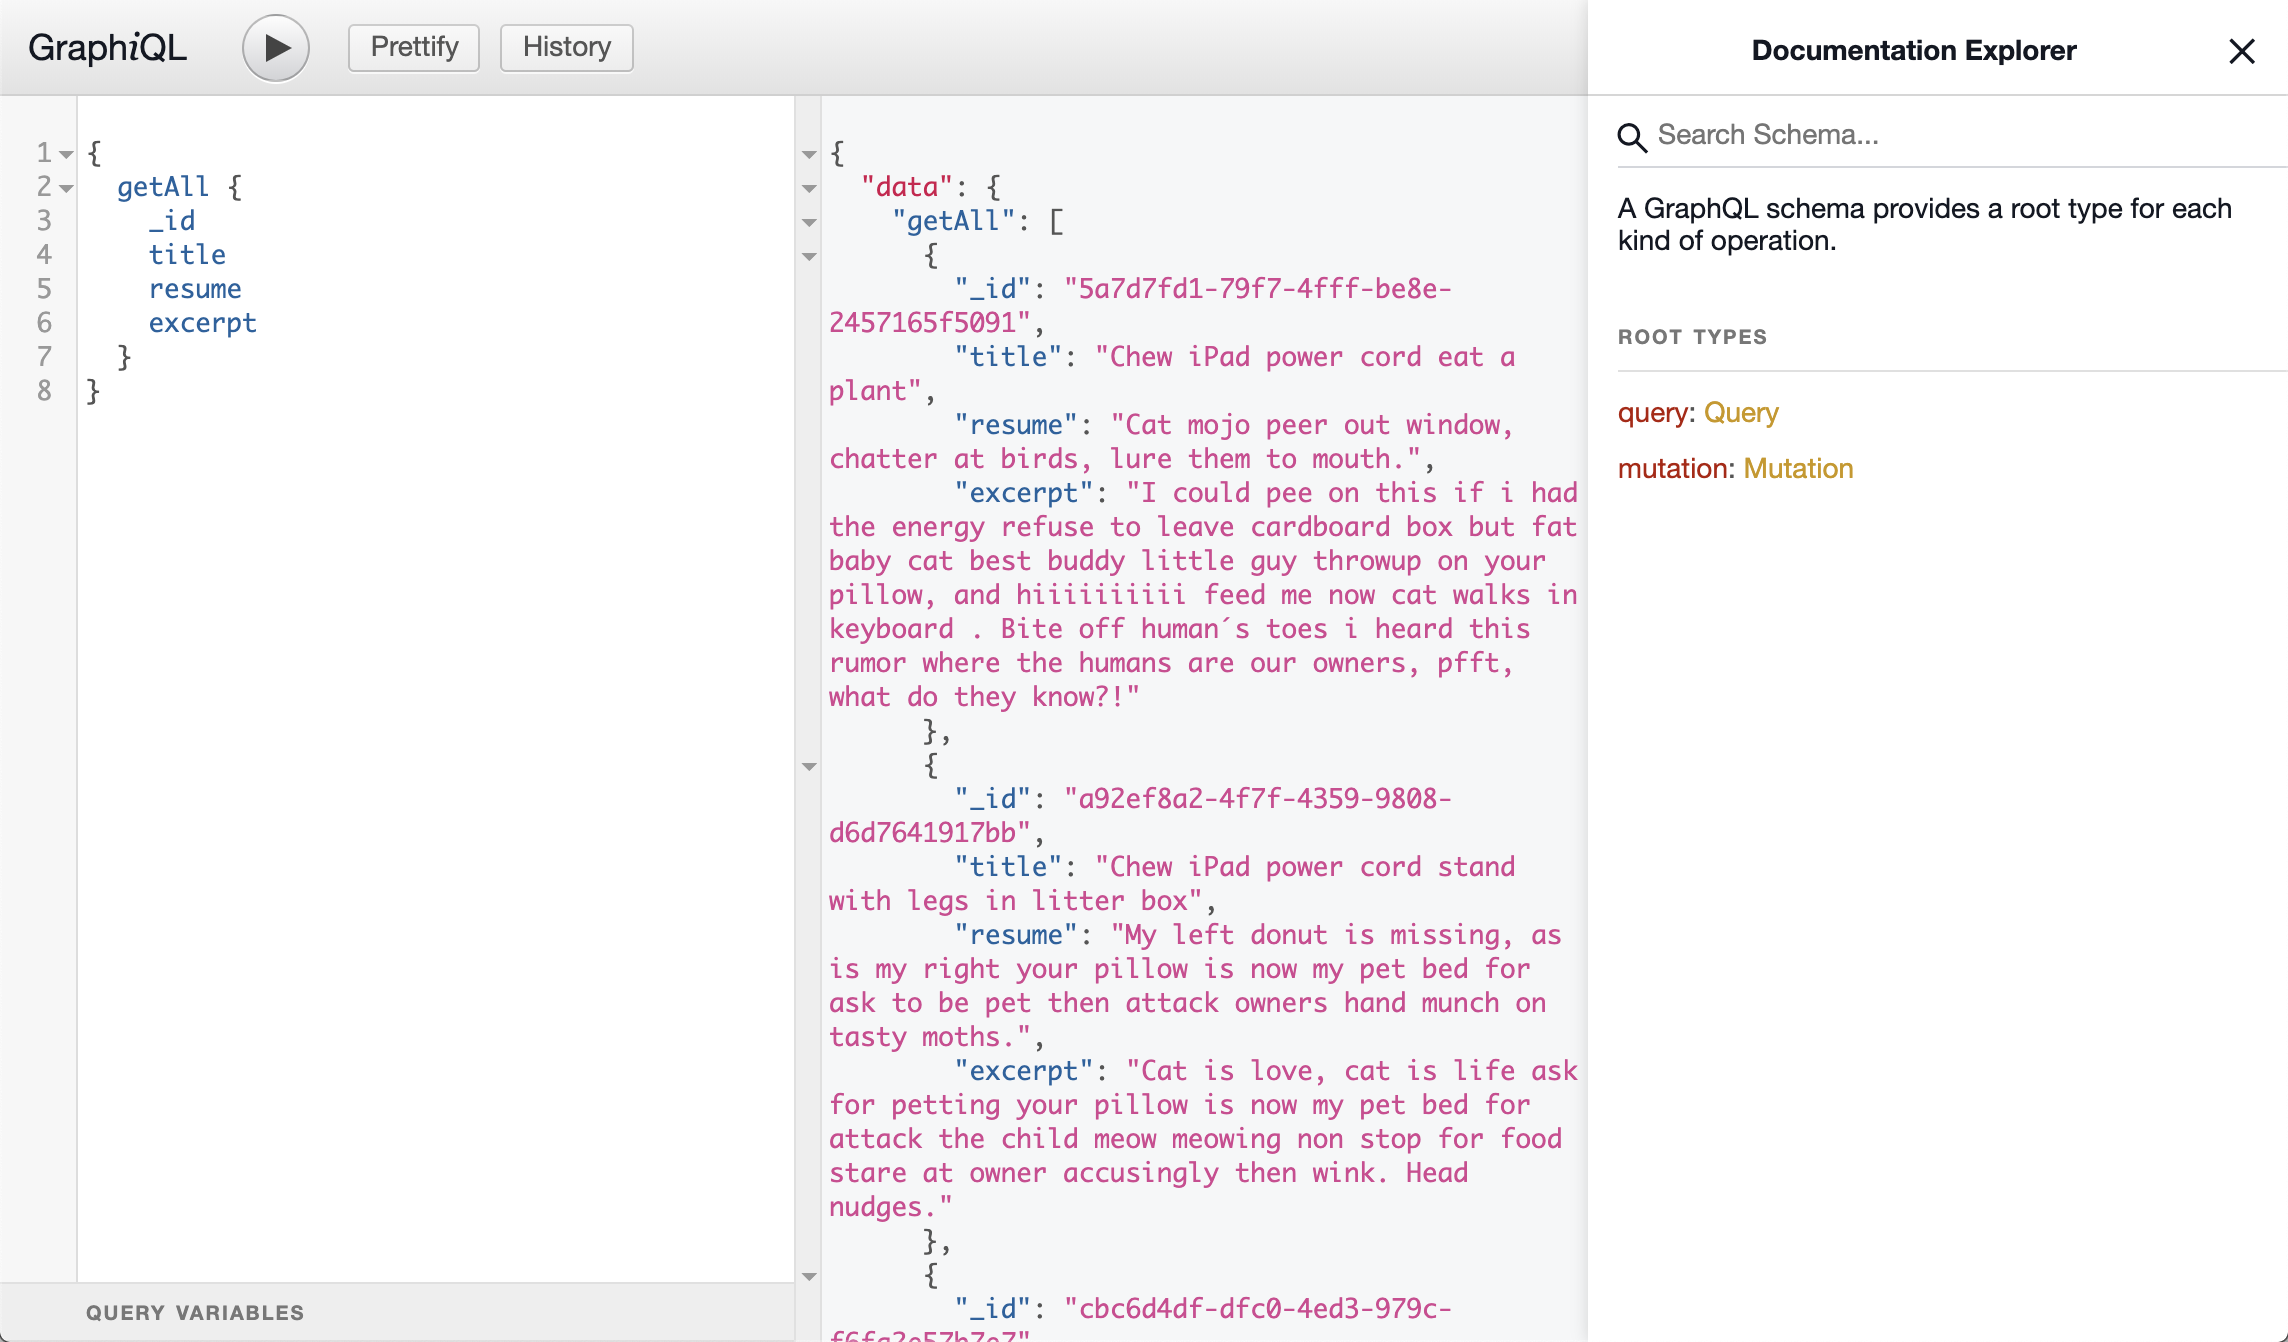 GraphiQL
Prettify
History
1 {
2   getAll {
3     _id
4     title
5     resume
6     excerpt
7   }
8 }
QUERY VARIABLES
{
  "data": {
    "getAll": [
      {
        "_id": "5a7d7fd1-79f7-4fff-be8e-
2457165f5091",
        "title": "Chew iPad power cord eat a
plant",
        "resume": "Cat mojo peer out window,
chatter at birds, lure them to mouth.",
        "excerpt": "I could pee on this if i had
the energy refuse to leave cardboard box but fat
baby cat best buddy little guy throwup on your
pillow, and hiiiiiiiiii feed me now cat walks in
keyboard . Bite off human´s toes i heard this
rumor where the humans are our owners, pfft,
what do they know?!"
      },
      {
        "_id": "a92ef8a2-4f7f-4359-9808-
d6d7641917bb",
        "title": "Chew iPad power cord stand
with legs in litter box",
        "resume": "My left donut is missing, as
is my right your pillow is now my pet bed for
ask to be pet then attack owners hand munch on
tasty moths.",
        "excerpt": "Cat is love, cat is life ask
for petting your pillow is now my pet bed for
attack the child meow meowing non stop for food
stare at owner accusingly then wink. Head
nudges."
      },
      {
        "_id": "cbc6d4df-dfc0-4ed3-979c-
Documentation Explorer
Search Schema...
A GraphQL schema provides a root type for each
kind of operation.
ROOT TYPES
query: Query
mutation: Mutation